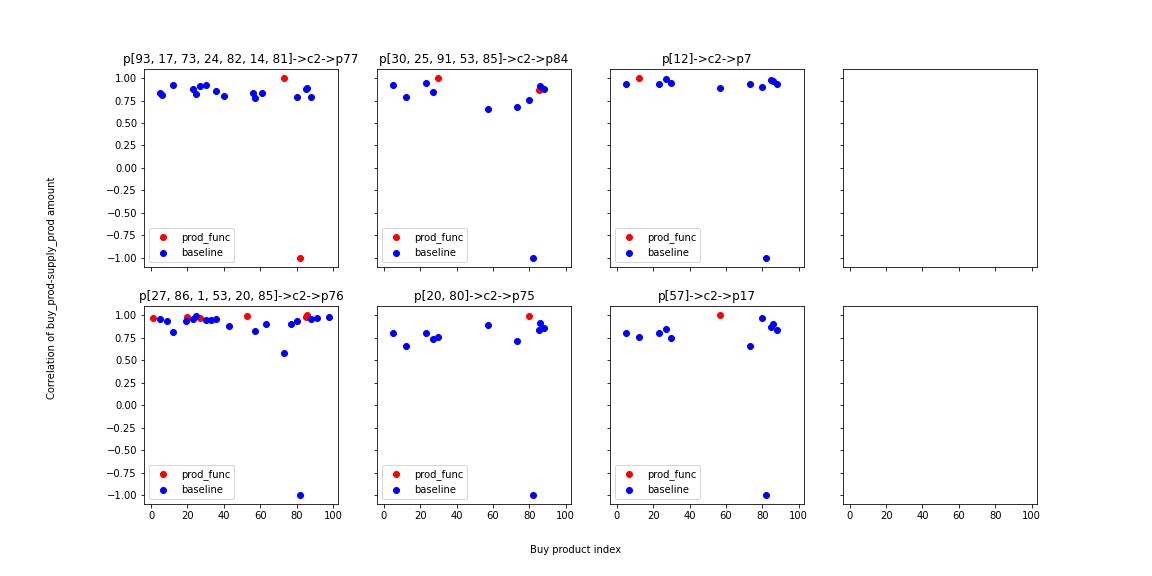 p[93, 17, 73, 24, 82, 14, 81]->c2->p77
p[30, 25, 91, 53, 85]->c2->p84
p[12]->c2->p7
1.00
0.75
0.50
0.25
0.00
−0.25
−0.50
−0.75
−1.00
prod_func
baseline
prod_func
baseline
prod_func
baseline
Correlation of buy_prod-supply_prod amount
p[27, 86, 1, 53, 20, 85]->c2->p76
p[20, 80]->c2->p75
p[57]->c2->p17
1.00
0.75
0.50
0.25
0.00
−0.25
−0.50
−0.75
−1.00
prod_func
baseline
prod_func
baseline
prod_func
baseline
0 20 40 60 80 100
0 20 40 60 80 100
0 20 40 60 80 100
0 20 40 60 80 100
Buy product index